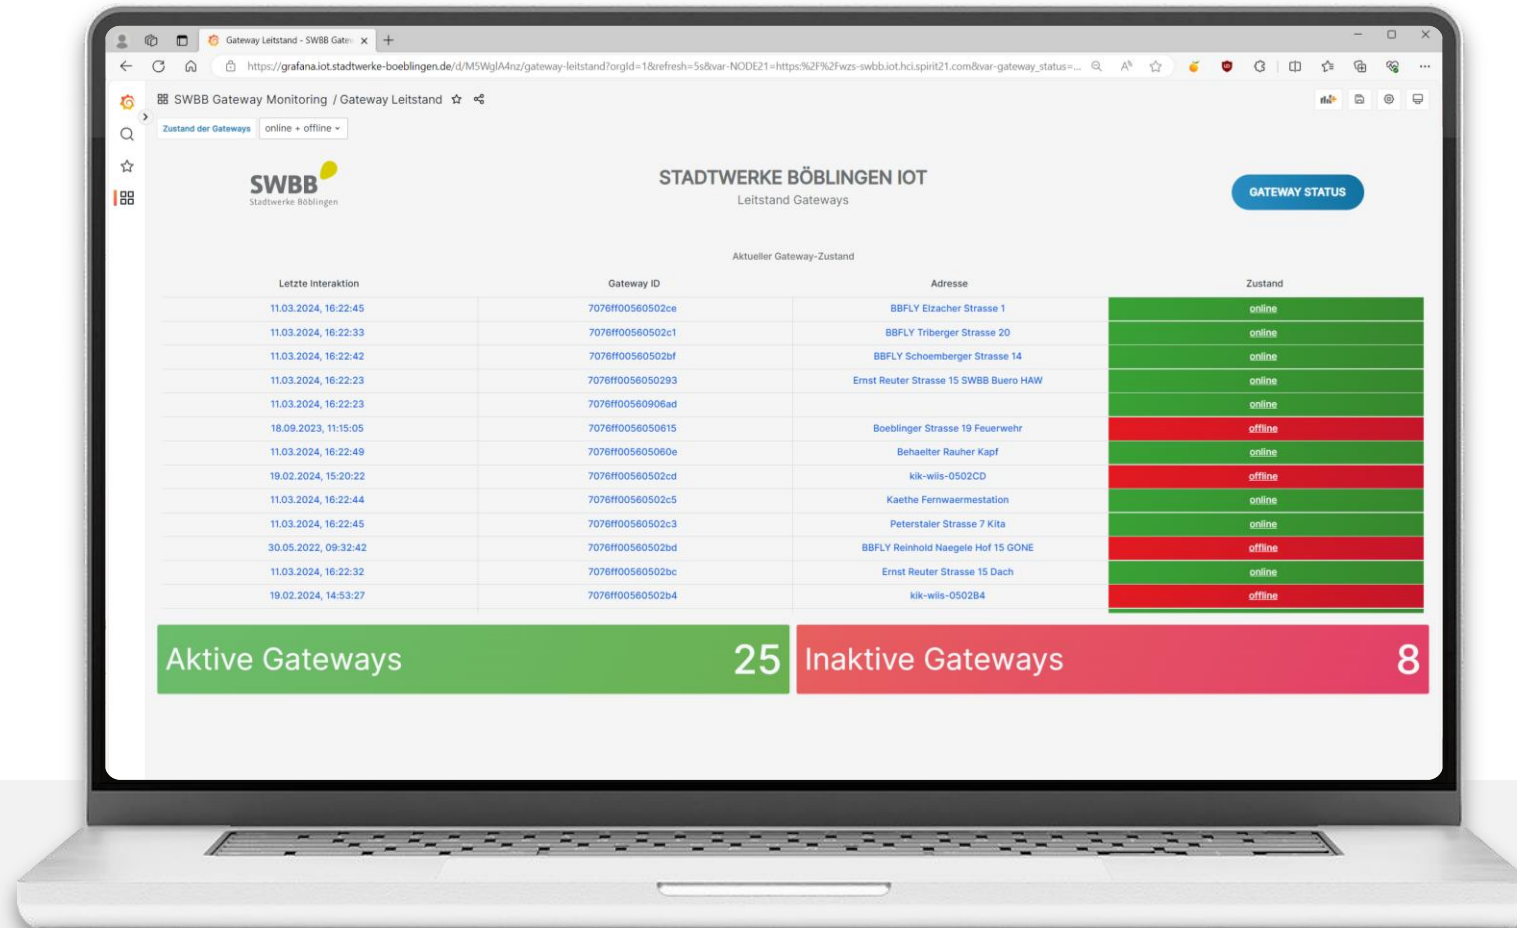 Gateway Leitstand - SWBB Gate
https://grafana.iot.stadtwerke-boeblingen.de/d/M5WglA4nz/gateway-leitstand?orgId=1&refresh=5s&var-NODE21=https:%2F%2Fwzs-swbb.iot.hci.spirit21.com&var-gateway_status=...
SWBB Gateway Monitoring / Gateway Leitstand
Zustand der Gateways online + offline
SWBB
Stadtwerke Böblingen
STADTWERKE BÖBLINGEN IOT
Leitstand Gateways
GATEWAY STATUS
Aktueller Gateway-Zustand
Letzte Interaktion Gateway ID Adresse Zustand
11.03.2024, 16:22:45 7076ff00560502ce BBFLY Elzacher Strasse 1 online
11.03.2024, 16:22:33 7076ff00560502c1 BBFLY Triberger Strasse 20 online
11.03.2024, 16:22:42 7076ff00560502bf BBFLY Schoemberger Strasse 14 online
11.03.2024, 16:22:23 7076ff0056050293 Ernst Reuter Strasse 15 SWBB Buero HAW online
11.03.2024, 16:22:23 7076ff00560906ad online
18.09.2023, 11:15:05 7076ff0056050615 Boeblinger Strasse 19 Feuerwehr offline
11.03.2024, 16:22:49 7076ff005605060e Behaelter Rauher Kapf online
19.02.2024, 15:20:22 7076ff00560502cd kik-wiis-0502CD offline
11.03.2024, 16:22:44 7076ff00560502c5 Kaethe Fernwaermestation online
11.03.2024, 16:22:45 7076ff00560502c3 Peterstaler Strasse 7 Kita online
30.05.2022, 09:32:42 7076ff00560502bd BBFLY Reinhold Naegele Hof 15 GONE offline
11.03.2024, 16:22:32 7076ff00560502bc Ernst Reuter Strasse 15 Dach online
19.02.2024, 14:53:27 7076ff00560502b4 kik-wiis-0502B4 offline
Aktive Gateways 25 Inaktive Gateways 8